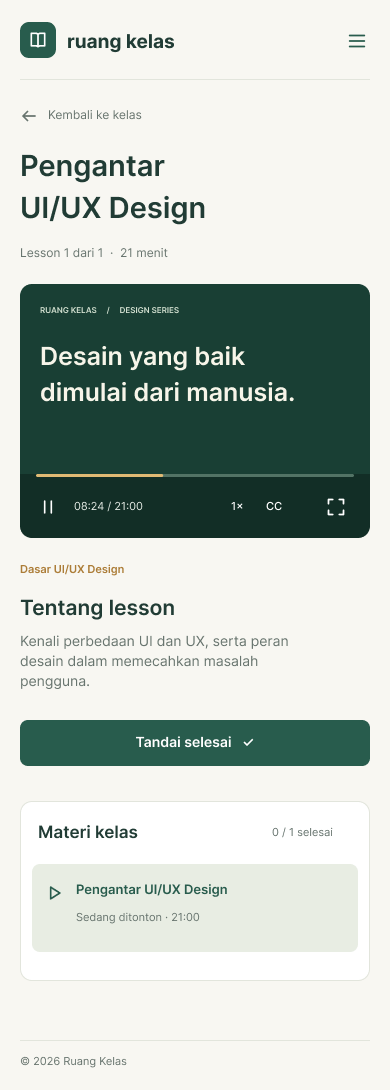 ruang kelas
Kembali ke kelas
Pengantar
UI/UX Design
Lesson 1 dari 1 · 21 menit
RUANG KELAS / DESIGN SERIES
Desain yang baik
dimulai dari manusia.
08:24 / 21:00 1× CC
Dasar UI/UX Design
Tentang lesson
Kenali perbedaan UI dan UX, serta peran
desain dalam memecahkan masalah
pengguna.
Tandai selesai
Materi kelas 0 / 1 selesai
Pengantar UI/UX Design
Sedang ditonton · 21:00
© 2026 Ruang Kelas